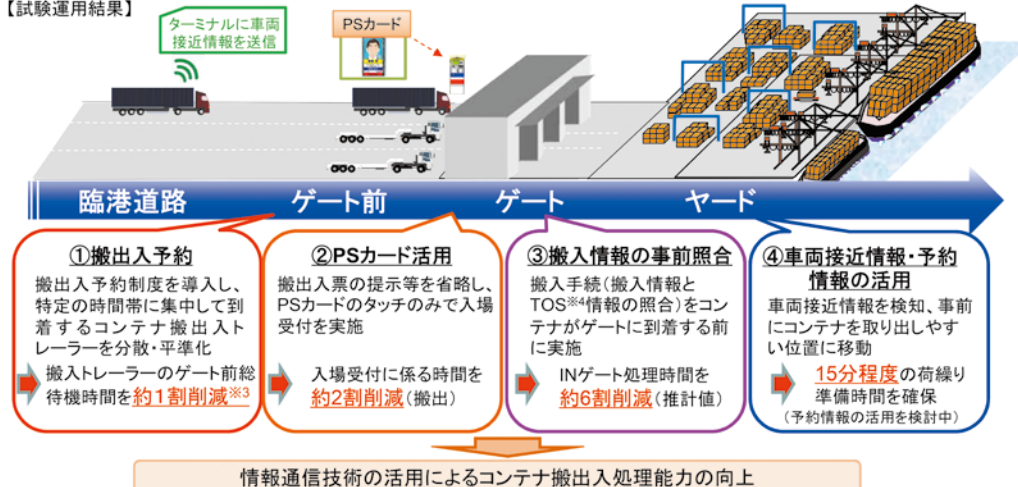 【試験運用結果】
ターミナルに車両
接近情報を送信
PSカード
臨港道路
ゲート前
ゲート
ヤード
①搬出入予約
搬出入予約制度を導入し、
特定の時間帯に集中して到
着するコンテナ搬出入ト
レーラーを分散・平準化
搬入トレーラーのゲート前総
待機時間を約1割削減※3
②PSカード活用
搬出入票の提示等を省略し、
PSカードのタッチのみで入場
受付を実施
入場受付に係る時間を
約2割削減(搬出)
③搬入情報の事前照合
搬入手続(搬入情報と
TOS※4情報の照合)をコン
テナがゲートに到着する前
に実施
INゲート処理時間を
約6割削減(推計値)
④車両接近情報・予約
情報の活用
車両接近情報を検知、事前
にコンテナを取り出しやす
い位置に移動
15分程度の荷繰り
準備時間を確保
(予約情報の活用を検討中)
情報通信技術の活用によるコンテナ搬出入処理能力の向上